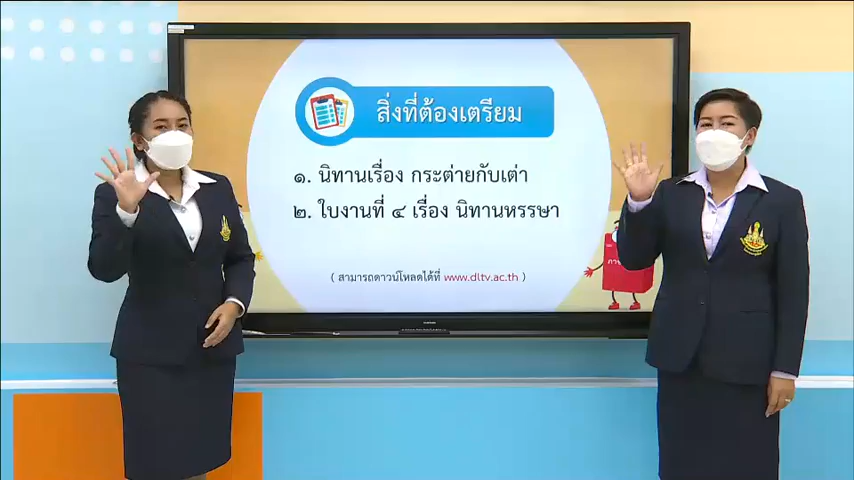 สิ่งที่ต้องเตรียม
๑. นิทานเรื่อง กระต่ายกับเต่า
๒. ใบงานที่ ๔ เรื่อง นิทานหรรษา
( สามารถดาวน์โหลดได้ที่ www.dltv.ac.th )